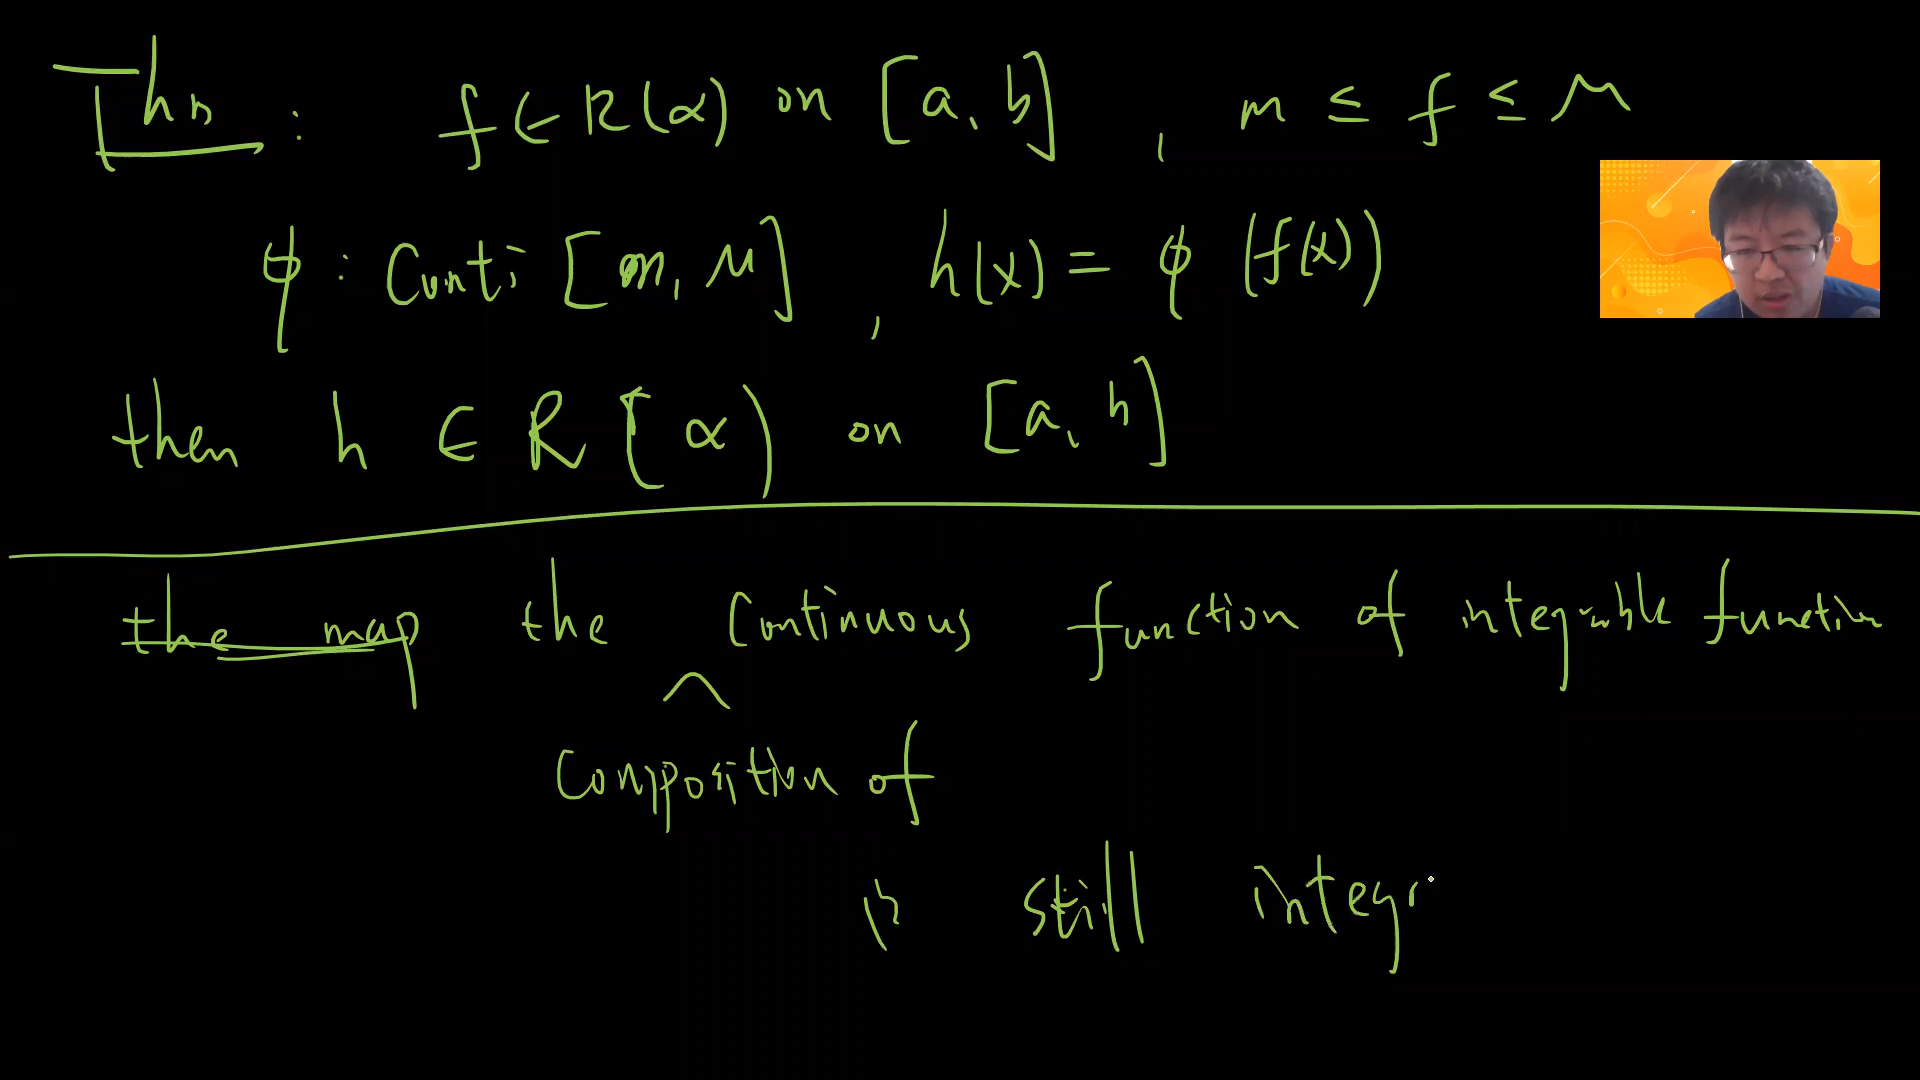 Thm : f ∈ R(α) on [a, b] , m ≤ f ≤ M
ϕ : Conti [m, M] , h(x) = ϕ (f(x))
then h ∈ R(α) on [a, b]
the map the continuous function of integrable function
^
composition of
is still integr